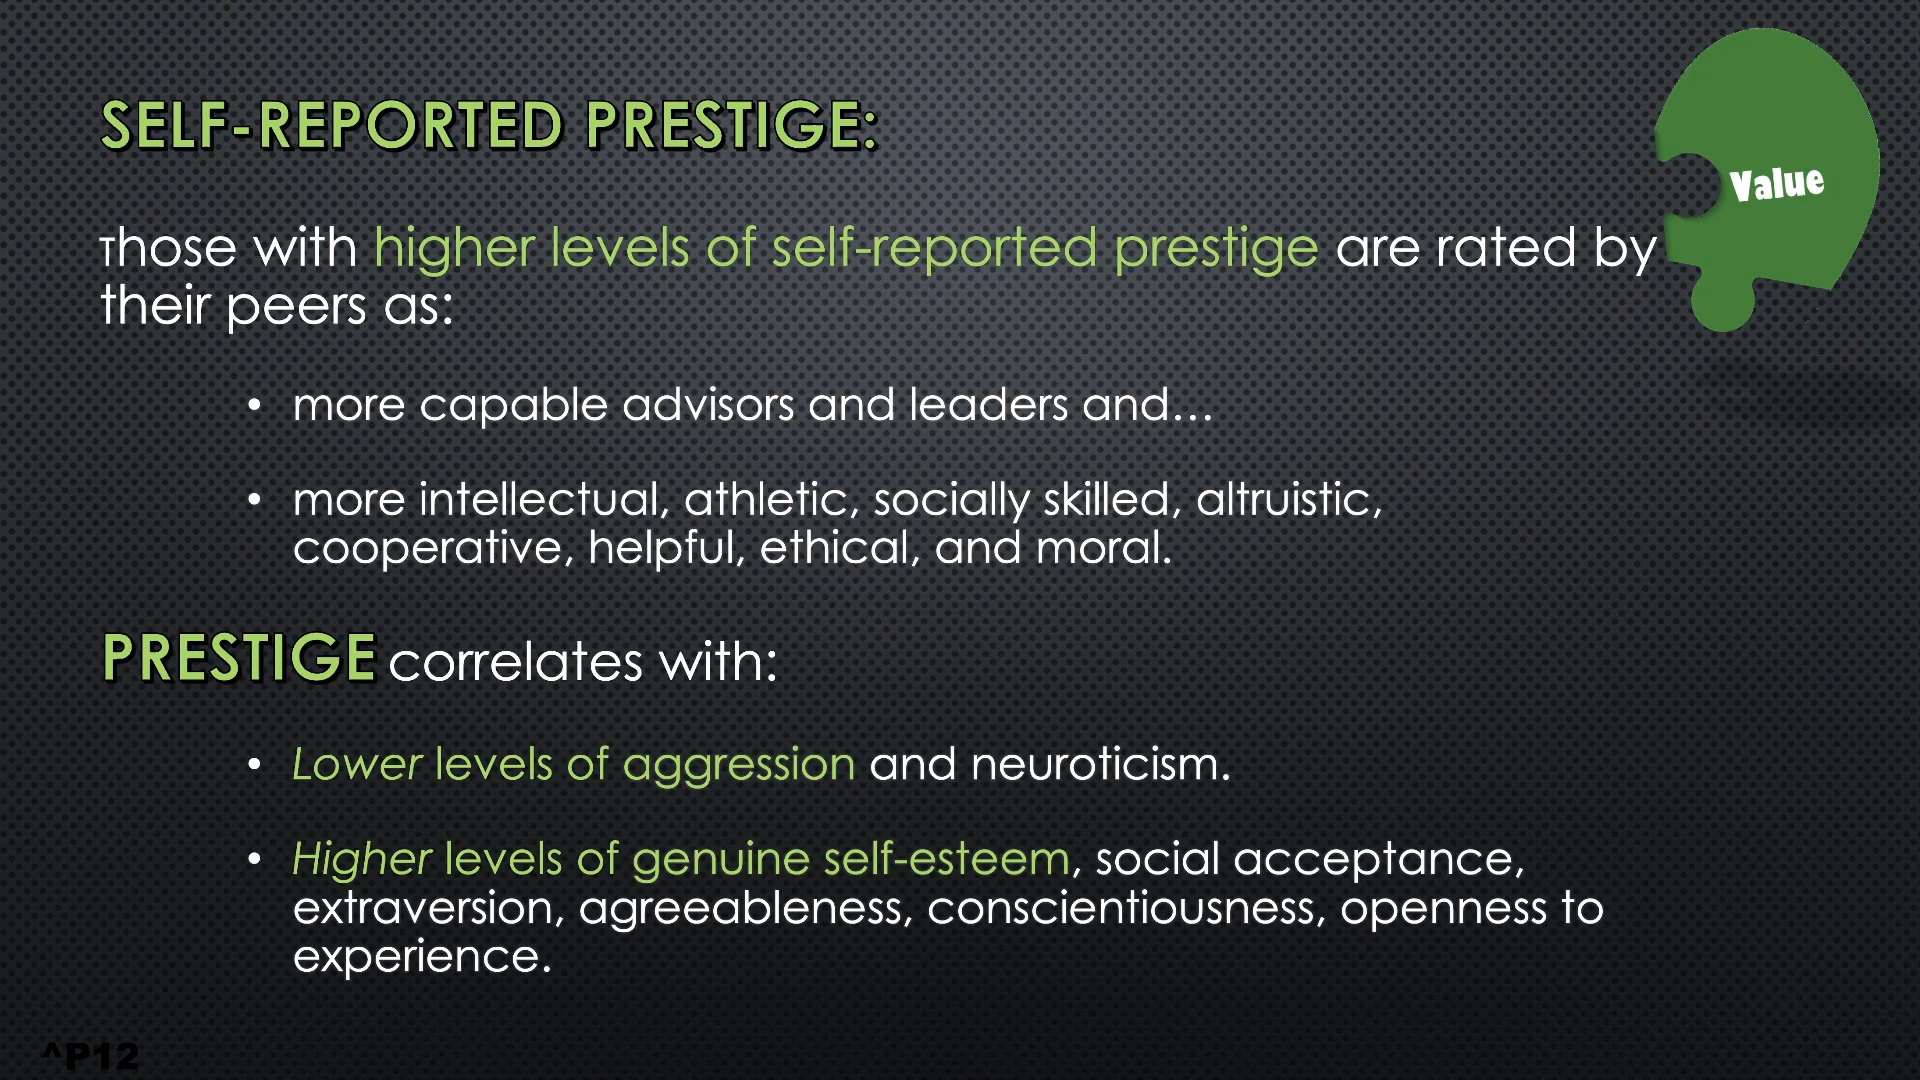 SELF-REPORTED PRESTIGE:
Value
Those with higher levels of self-reported prestige are rated by
their peers as:
• more capable advisors and leaders and…
• more intellectual, athletic, socially skilled, altruistic,
cooperative, helpful, ethical, and moral.
PRESTIGE correlates with:
• Lower levels of aggression and neuroticism.
• Higher levels of genuine self-esteem, social acceptance,
extraversion, agreeableness, conscientiousness, openness to
experience.
^P12